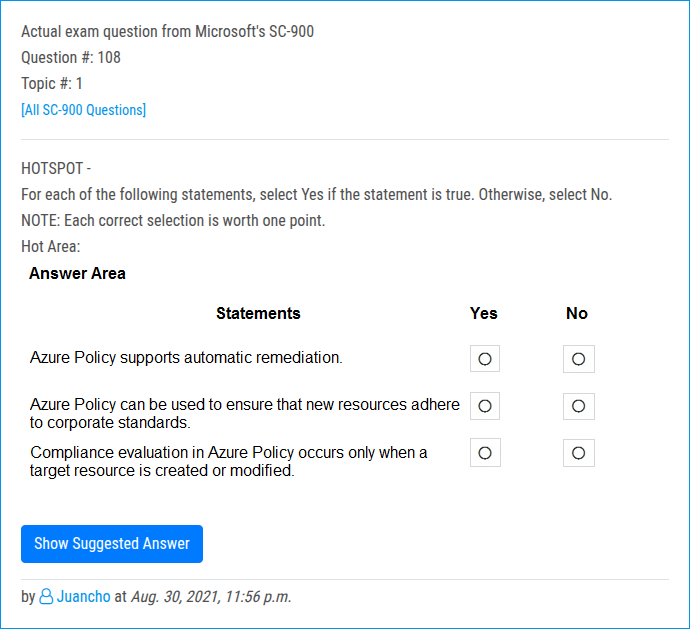 Actual exam question from Microsoft's SC-900
Question #: 108
Topic #: 1
[All SC-900 Questions]
HOTSPOT -
For each of the following statements, select Yes if the statement is true. Otherwise, select No.
NOTE: Each correct selection is worth one point.
Hot Area:
Answer Area
Statements Yes No
Azure Policy supports automatic remediation.
Azure Policy can be used to ensure that new resources adhere
to corporate standards.
Compliance evaluation in Azure Policy occurs only when a
target resource is created or modified.
Show Suggested Answer
by Juancho at Aug. 30, 2021, 11:56 p.m.